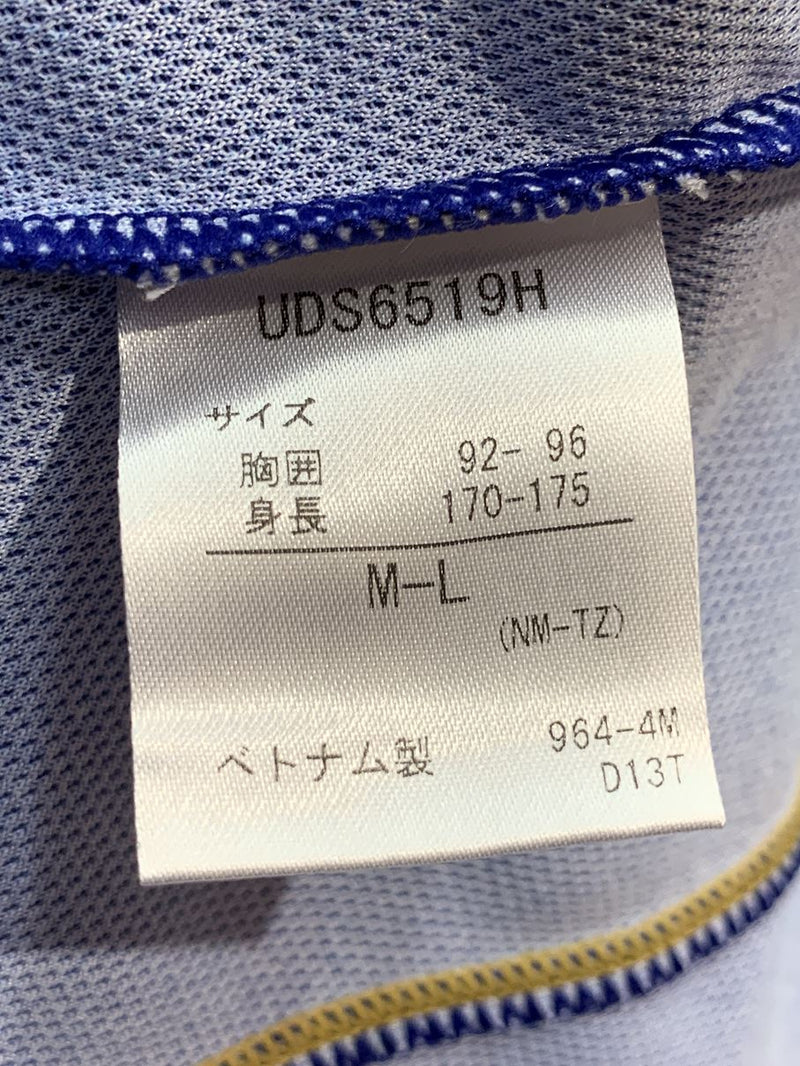 UDS6519H
サイズ
胸囲 92- 96
身長 170-175
M-L
(NM-TZ)
964-4M
ベトナム製
D13T